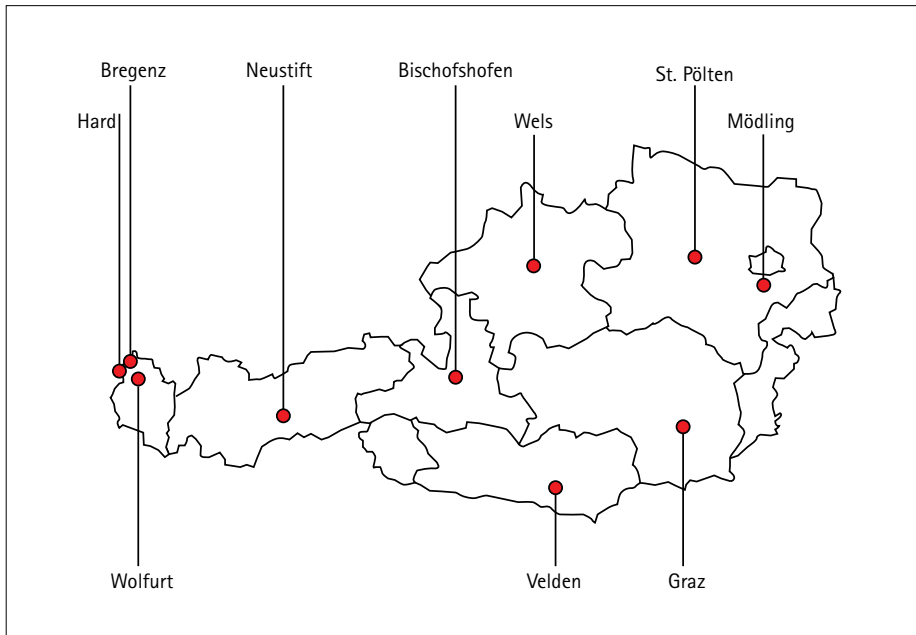 Bregenz
Neustift
Bischofshofen
St. Pölten
Hard
Wels
Mödling
Wolfurt
Velden
Graz